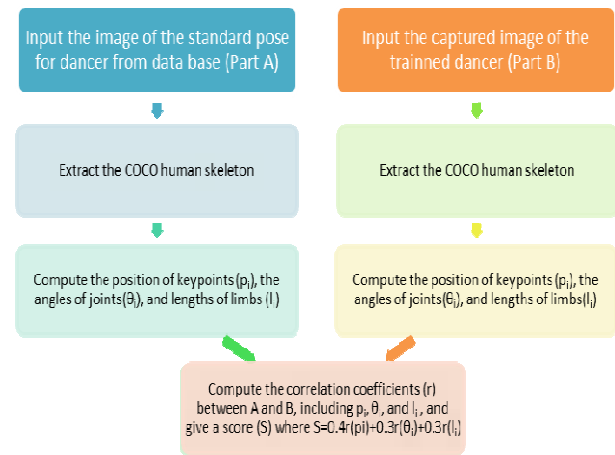 Input the image of the standard pose
for dancer from data base (Part A)
Input the captured image of the
trainned dancer (Part B)
Extract the COCO human skeleton
Extract the COCO human skeleton
Compute the position of keypoints (pᵢ), the
angles of joints(θᵢ), and lengths of limbs (l )
Compute the position of keypoints (pᵢ), the
angles of joints(θᵢ), and lengths of limbs(lᵢ)
Compute the correlation coefficients (r)
between A and B, including pᵢ, θ , and lᵢ , and
give a score (S) where S=0.4r(pi)+0.3r(θᵢ)+0.3r(lᵢ)